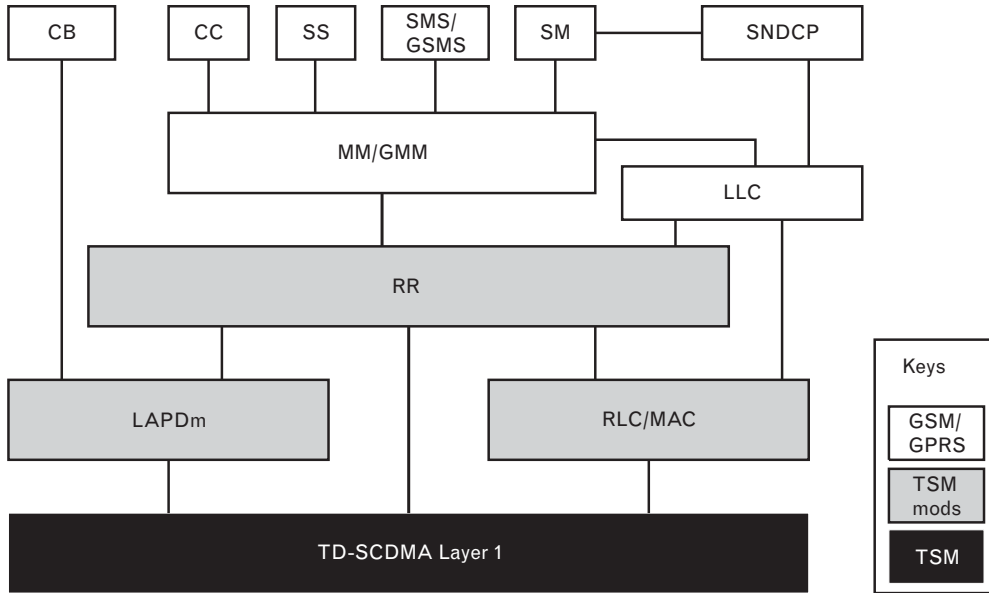 CB
CC
SS
SMS/
GSMS
SM
SNDCP
MM/GMM
LLC
RR
LAPDm
RLC/MAC
TD-SCDMA Layer 1
Keys
GSM/
GPRS
TSM
mods
TSM